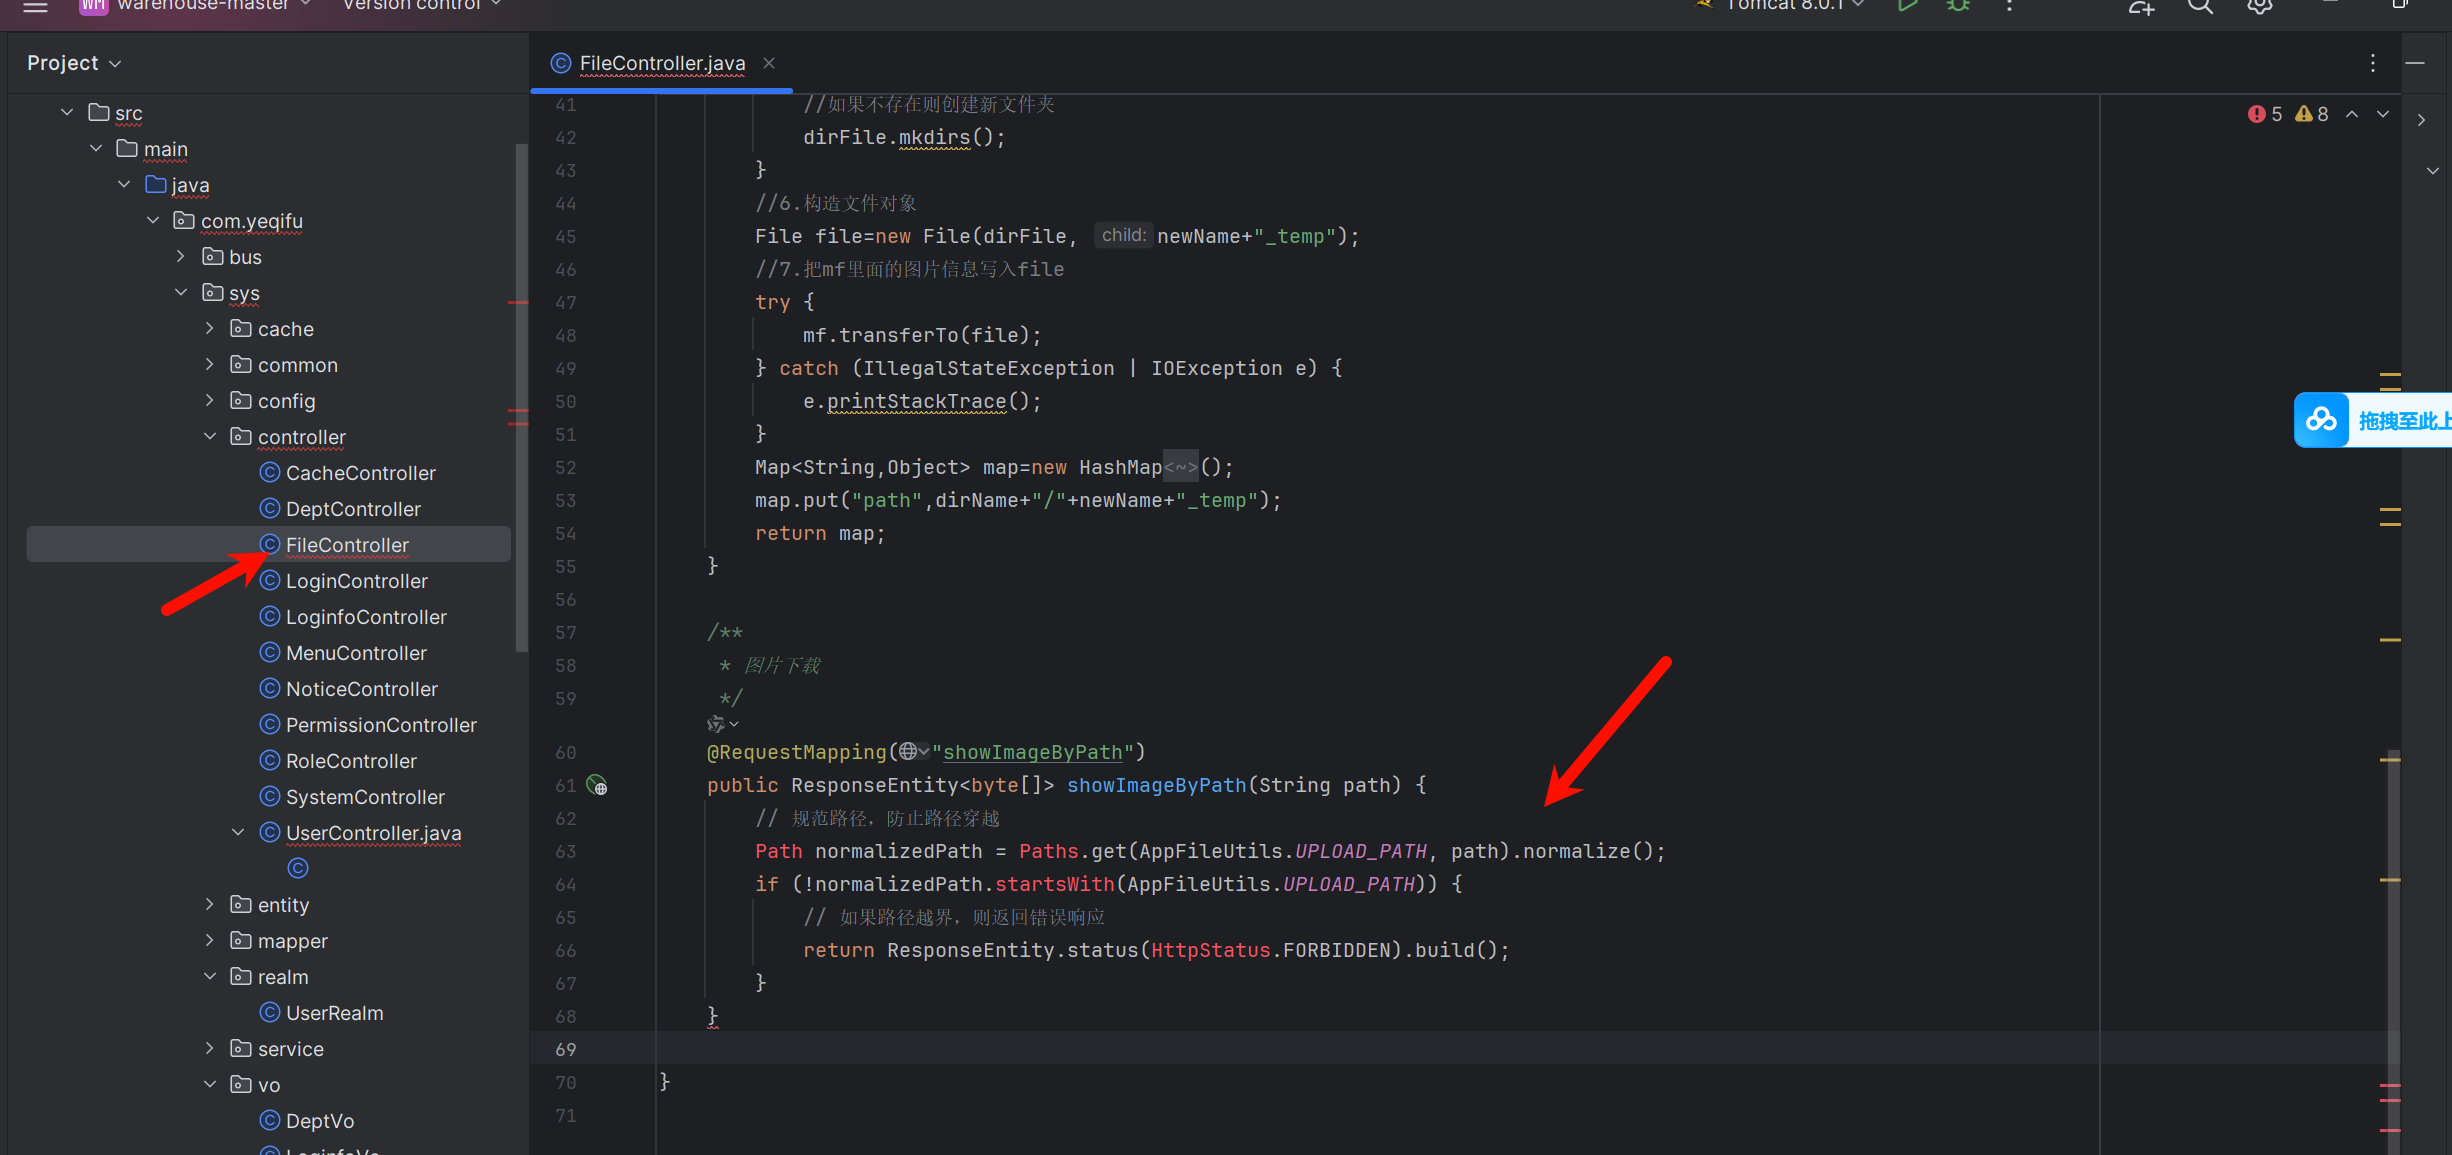 WM warehouse-master Version control Tomcat 8.0.1
Project
src
main
java
com.yeqifu
bus
sys
cache
common
config
controller
CacheController
DeptController
FileController
LoginController
LoginfoController
MenuController
NoticeController
PermissionController
RoleController
SystemController
UserController.java
entity
mapper
realm
UserRealm
service
vo
DeptVo
LoginfoVo
FileController.java
5 8
41 //如果不存在则创建新文件夹
42 dirFile.mkdirs();
43 }
44 //6.构造文件对象
45 File file=new File(dirFile, child: newName+"_temp");
46 //7.把mf里面的图片信息写入file
47 try {
48 mf.transferTo(file);
49 } catch (IllegalStateException | IOException e) {
50 e.printStackTrace();
51 }
52 Map<String,Object> map=new HashMap<~>();
53 map.put("path",dirName+"/"+newName+"_temp");
54 return map;
55 }
56
57 /**
58 * 图片下载
59 */
60 @RequestMapping("showImageByPath")
61 public ResponseEntity<byte[]> showImageByPath(String path) {
62 // 规范路径，防止路径穿越
63 Path normalizedPath = Paths.get(AppFileUtils.UPLOAD_PATH, path).normalize();
64 if (!normalizedPath.startsWith(AppFileUtils.UPLOAD_PATH)) {
65 // 如果路径越界，则返回错误响应
66 return ResponseEntity.status(HttpStatus.FORBIDDEN).build();
67 }
68 }
69
70 }
71
拖拽至此上